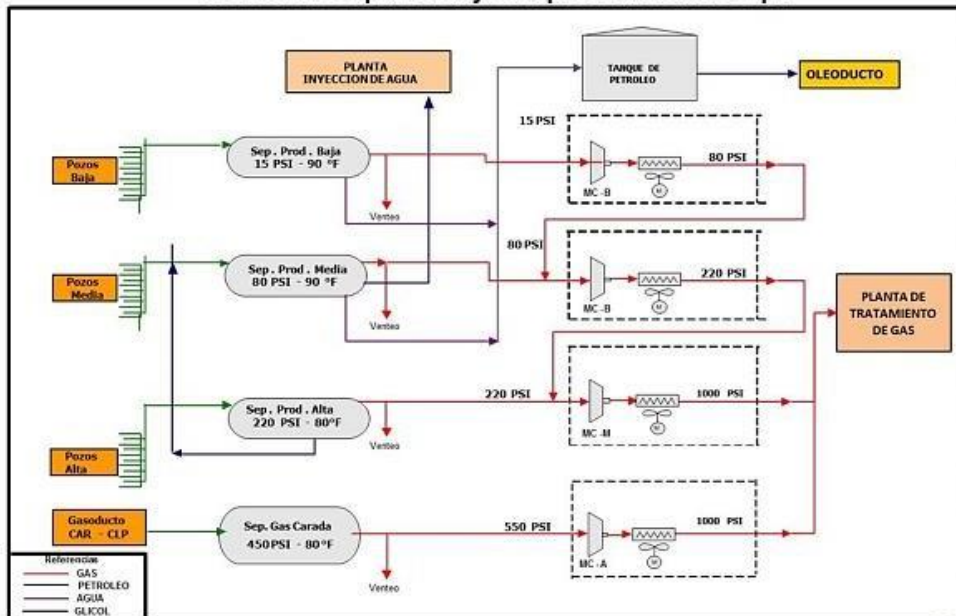 PLANTA
INYECCION DE AGUA
TANQUE DE
PETROLEO
OLEODUCTO
15 PSI
Pozos
Baja
Sep. Prod. Baja
15 PSI - 90 °F
Venteo
MC -B
M
80 PSI
80 PSI
Pozos
Media
Sep. Prod. Media
80 PSI - 90 °F
Venteo
MC -B
M
220 PSI
PLANTA DE
TRATAMIENTO
DE GAS
Pozos
Alta
Sep. Prod. Alta
220 PSI - 80°F
Venteo
220 PSI
MC -M
M
1000 PSI
Gasoducto
CAR - CLP
Sep. Gas Carada
450PSI - 80°F
Venteo
550 PSI
MC -A
M
1000 PSI
Referencias
GAS
PETROLEO
AGUA
GLICOL